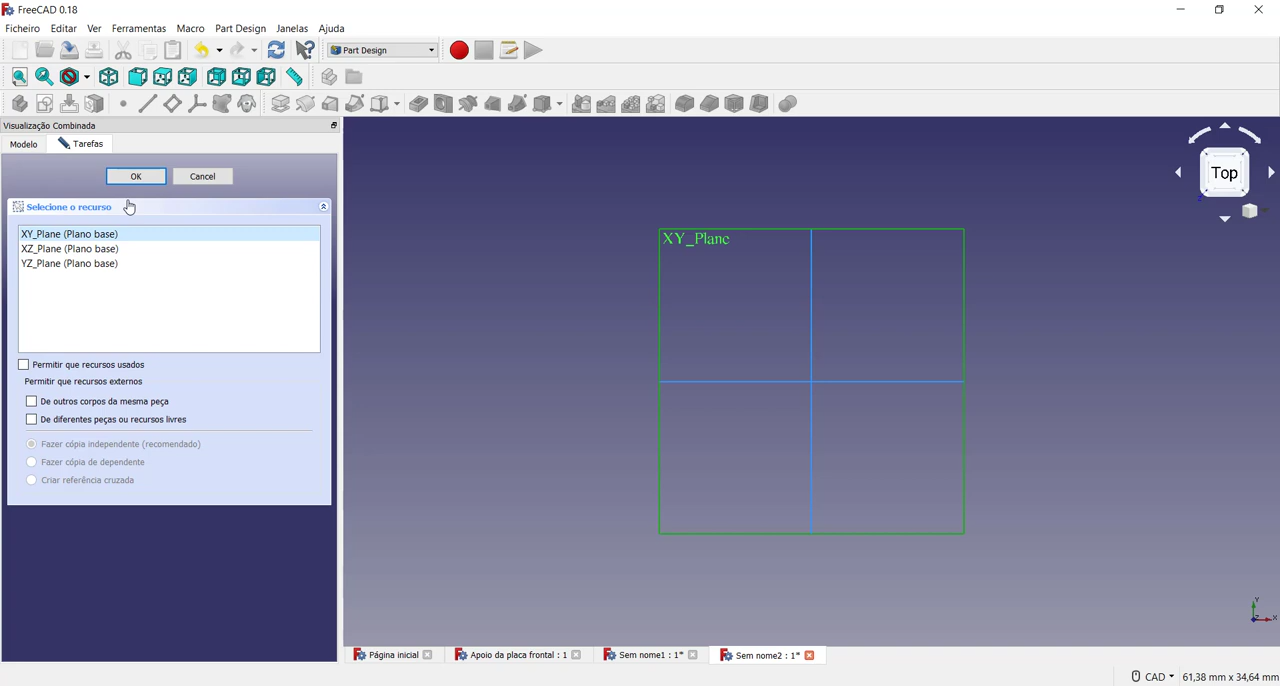 FreeCAD 0.18
Ficheiro Editar Ver Ferramentas Macro Part Design Janelas Ajuda
Part Design
Visualização Combinada
Modelo Tarefas
OK Cancel
Selecione o recurso
XY_Plane (Plano base)
XZ_Plane (Plano base)
YZ_Plane (Plano base)
Permitir que recursos usados
Permitir que recursos externos
De outros corpos da mesma peça
De diferentes peças ou recursos livres
Fazer cópia independente (recomendado)
Fazer cópia de dependente
Criar referência cruzada
XY_Plane
Top
Z
Y
Z X
Página inicial Apoio da placa frontal : 1 Sem nome1 : 1* Sem nome2 : 1*
CAD 61,38 mm x 34,64 mm